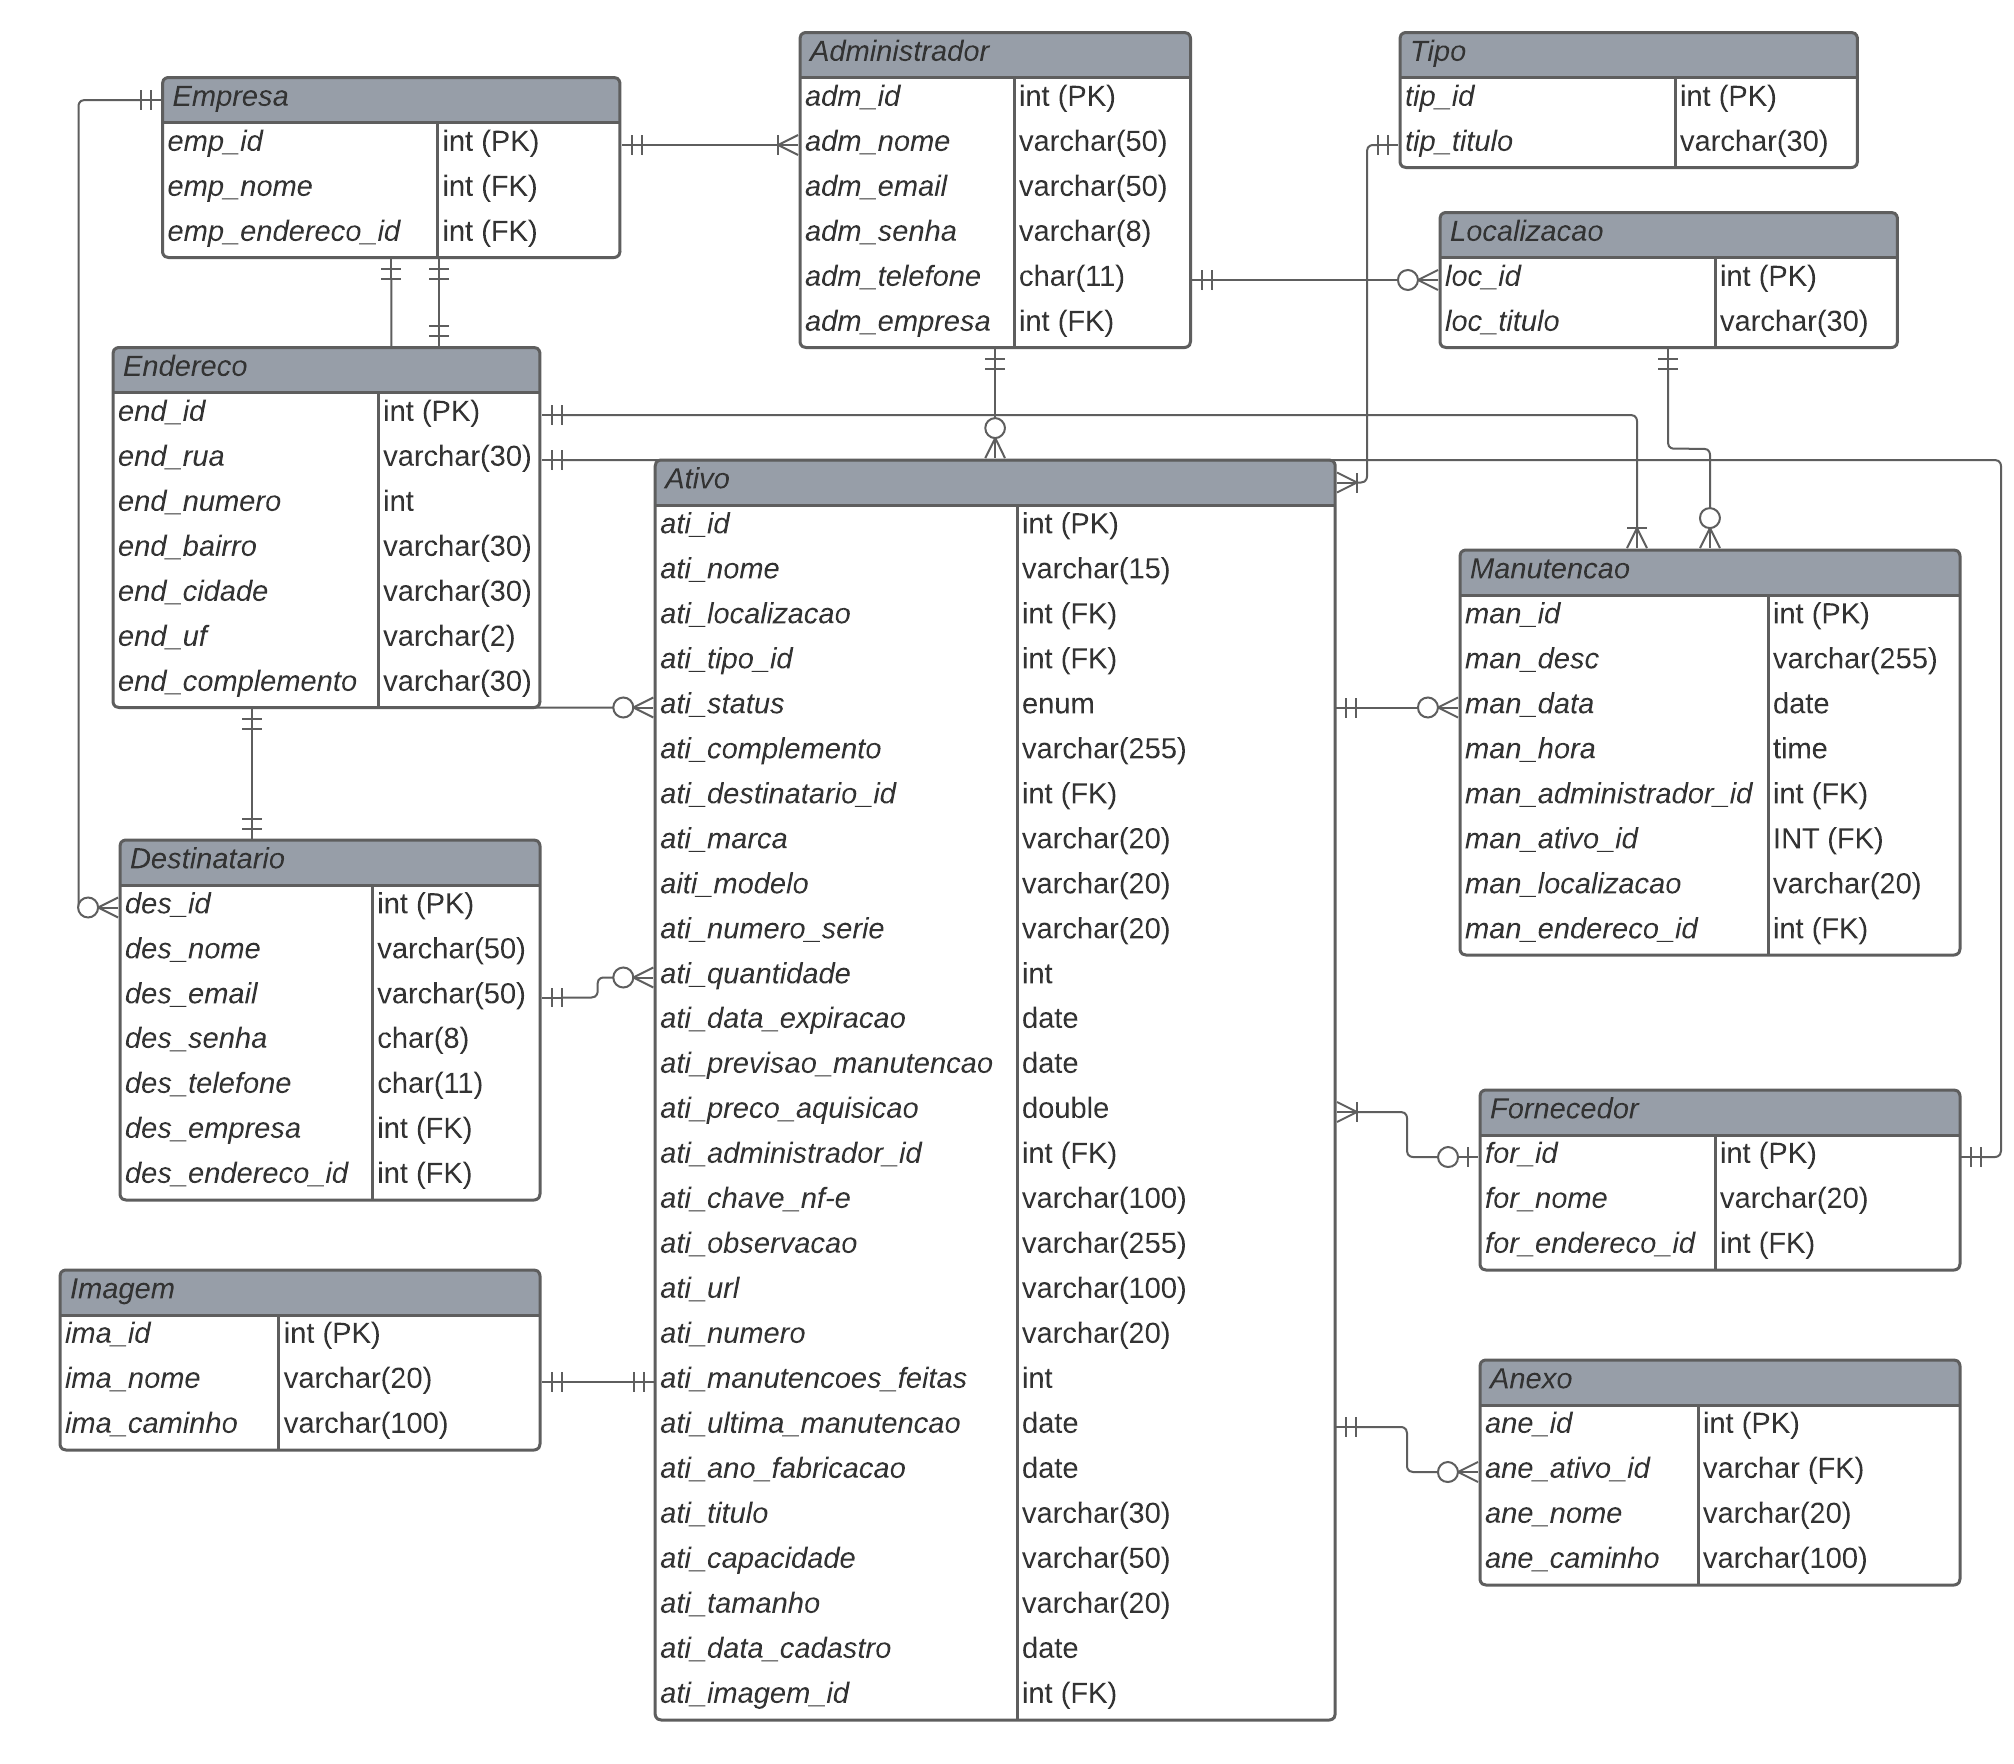 Empresa
emp_id int (PK)
emp_nome int (FK)
emp_endereco_id int (FK)
Administrador
adm_id int (PK)
adm_nome varchar(50)
adm_email varchar(50)
adm_senha varchar(8)
adm_telefone char(11)
adm_empresa int (FK)
Tipo
tip_id int (PK)
tip_titulo varchar(30)
Localizacao
loc_id int (PK)
loc_titulo varchar(30)
Endereco
end_id int (PK)
end_rua varchar(30)
end_numero int
end_bairro varchar(30)
end_cidade varchar(30)
end_uf varchar(2)
end_complemento varchar(30)
Ativo
ati_id int (PK)
ati_nome varchar(15)
ati_localizacao int (FK)
ati_tipo_id int (FK)
ati_status enum
ati_complemento varchar(255)
ati_destinatario_id int (FK)
ati_marca varchar(20)
aiti_modelo varchar(20)
ati_numero_serie varchar(20)
ati_quantidade int
ati_data_expiracao date
ati_previsao_manutencao date
ati_preco_aquisicao double
ati_administrador_id int (FK)
ati_chave_nf-e varchar(100)
ati_observacao varchar(255)
ati_url varchar(100)
ati_numero varchar(20)
ati_manutencoes_feitas int
ati_ultima_manutencao date
ati_ano_fabricacao date
ati_titulo varchar(30)
ati_capacidade varchar(50)
ati_tamanho varchar(20)
ati_data_cadastro date
ati_imagem_id int (FK)
Manutencao
man_id int (PK)
man_desc varchar(255)
man_data date
man_hora time
man_administrador_id int (FK)
man_ativo_id INT (FK)
man_localizacao varchar(20)
man_endereco_id int (FK)
Destinatario
des_id int (PK)
des_nome varchar(50)
des_email varchar(50)
des_senha char(8)
des_telefone char(11)
des_empresa int (FK)
des_endereco_id int (FK)
Fornecedor
for_id int (PK)
for_nome varchar(20)
for_endereco_id int (FK)
Imagem
ima_id int (PK)
ima_nome varchar(20)
ima_caminho varchar(100)
Anexo
ane_id int (PK)
ane_ativo_id varchar (FK)
ane_nome varchar(20)
ane_caminho varchar(100)